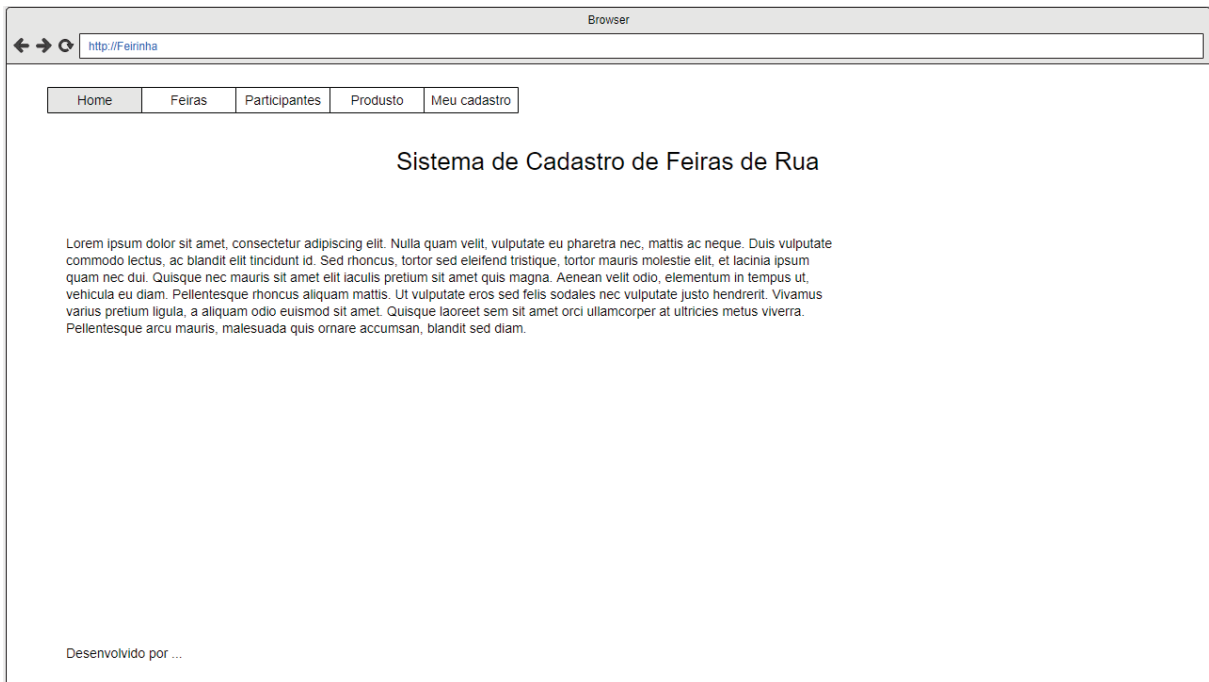 Browser
http://Feirinha
Home Feiras Participantes Produsto Meu cadastro
Sistema de Cadastro de Feiras de Rua
Lorem ipsum dolor sit amet, consectetur adipiscing elit. Nulla quam velit, vulputate eu pharetra nec, mattis ac neque. Duis vulputate
commodo lectus, ac blandit elit tincidunt id. Sed rhoncus, tortor sed eleifend tristique, tortor mauris molestie elit, et lacinia ipsum
quam nec dui. Quisque nec mauris sit amet elit iaculis pretium sit amet quis magna. Aenean velit odio, elementum in tempus ut,
vehicula eu diam. Pellentesque rhoncus aliquam mattis. Ut vulputate eros sed felis sodales nec vulputate justo hendrerit. Vivamus
varius pretium ligula, a aliquam odio euismod sit amet. Quisque laoreet sem sit amet orci ullamcorper at ultricies metus viverra.
Pellentesque arcu mauris, malesuada quis ornare accumsan, blandit sed diam.
Desenvolvido por ...